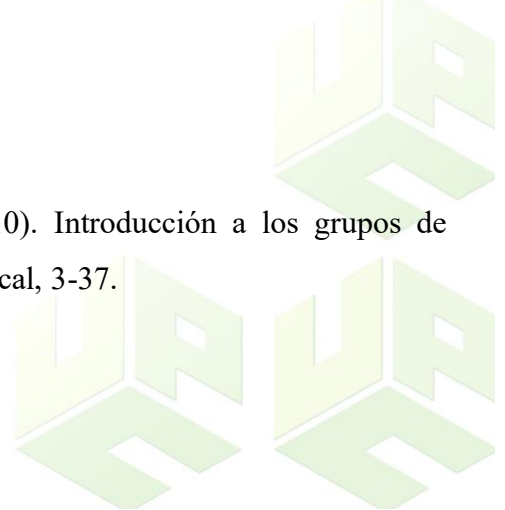 0). Introducción a los grupos de
cal, 3-37.